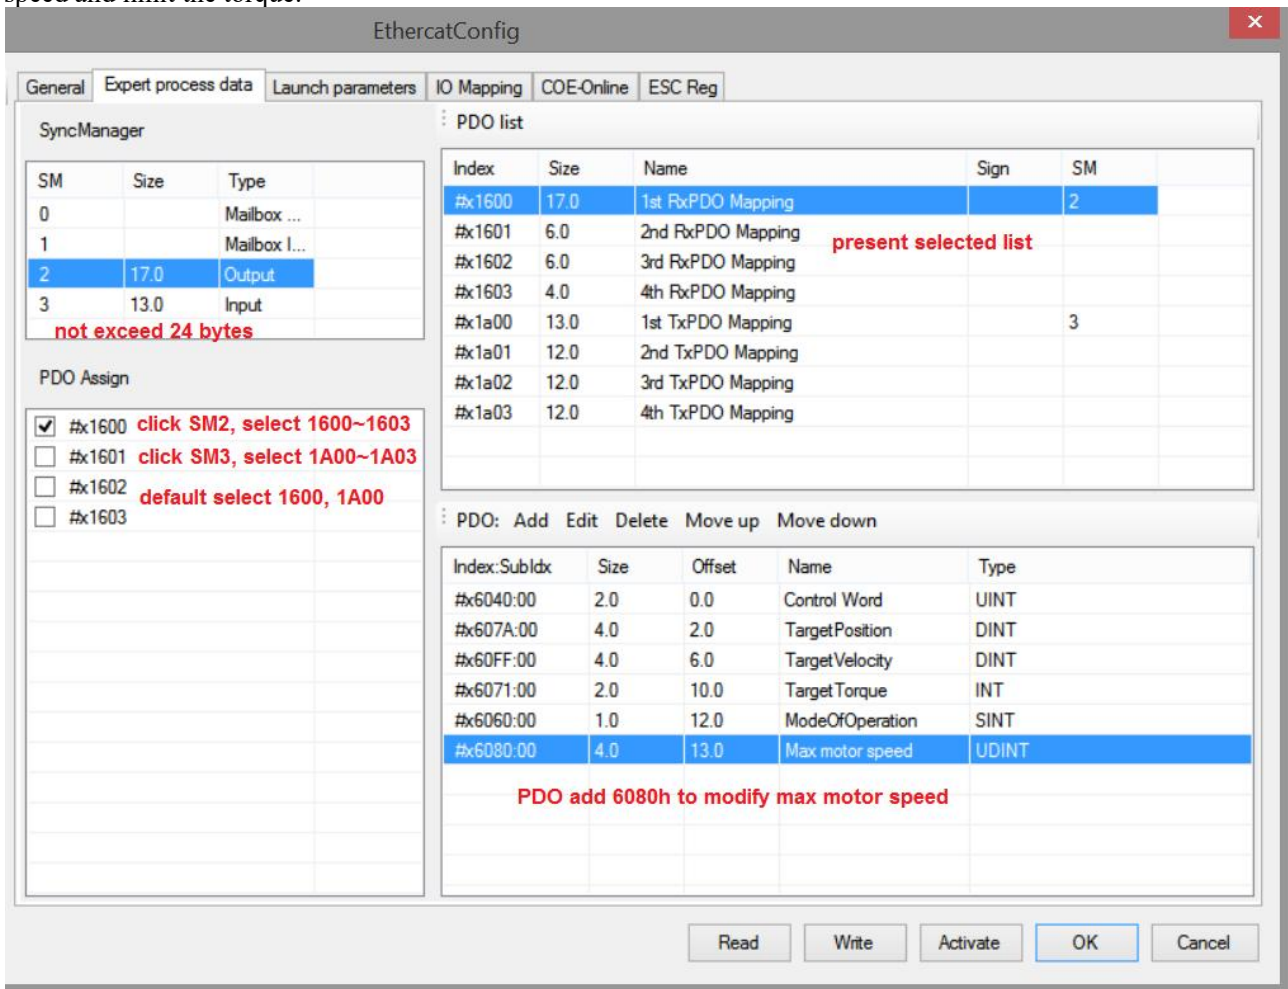 speed and limit the torque.
EthercatConfig
General Expert process data Launch parameters IO Mapping COE-Online ESC Reg
SyncManager
SM Size Type
0 Mailbox ...
1 Mailbox I...
2 17.0 Output
3 13.0 Input
not exceed 24 bytes
PDO Assign
#x1600 click SM2, select 1600~1603
#x1601 click SM3, select 1A00~1A03
#x1602 default select 1600, 1A00
#x1603
PDO list
Index Size Name Sign SM
#x1600 17.0 1st RxPDO Mapping 2
#x1601 6.0 2nd RxPDO Mapping
present selected list
#x1602 6.0 3rd RxPDO Mapping
#x1603 4.0 4th RxPDO Mapping
#x1a00 13.0 1st TxPDO Mapping 3
#x1a01 12.0 2nd TxPDO Mapping
#x1a02 12.0 3rd TxPDO Mapping
#x1a03 12.0 4th TxPDO Mapping
PDO: Add Edit Delete Move up Move down
Index:SubIdx Size Offset Name Type
#x6040:00 2.0 0.0 Control Word UINT
#x607A:00 4.0 2.0 TargetPosition DINT
#x60FF:00 4.0 6.0 TargetVelocity DINT
#x6071:00 2.0 10.0 TargetTorque INT
#x6060:00 1.0 12.0 ModeOfOperation SINT
#x6080:00 4.0 13.0 Max motor speed UDINT
PDO add 6080h to modify max motor speed
Read Write Activate OK Cancel